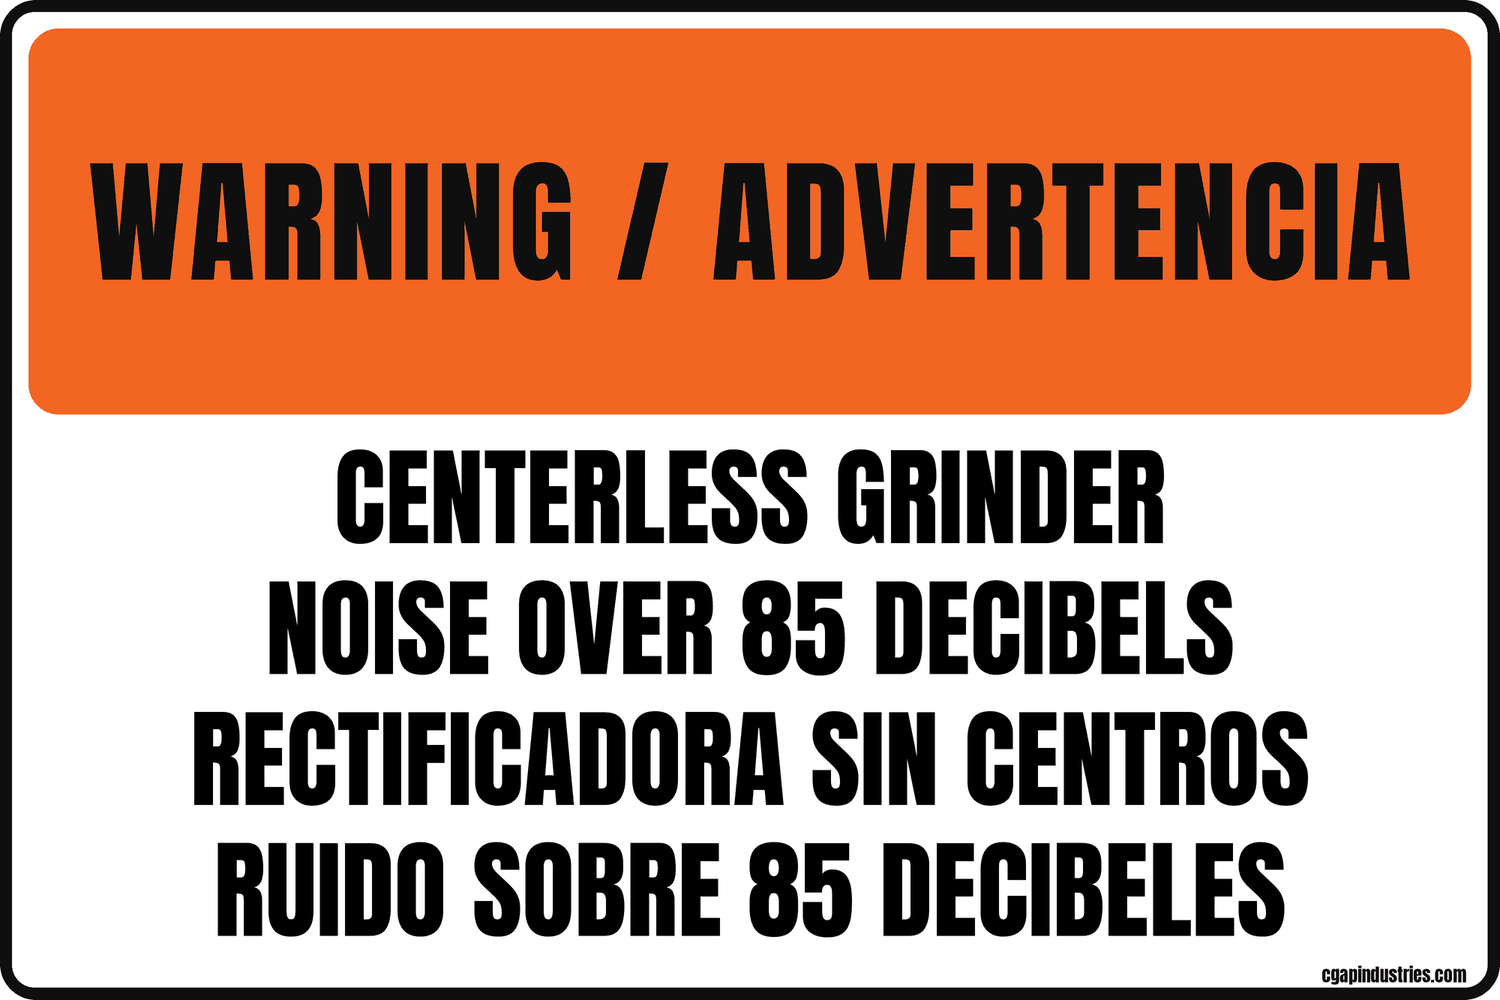 WARNING / ADVERTENCIA
CENTERLESS GRINDER
NOISE OVER 85 DECIBELS
RECTIFICADORA SIN CENTROS
RUIDO SOBRE 85 DECIBELES
cgapindustries.com